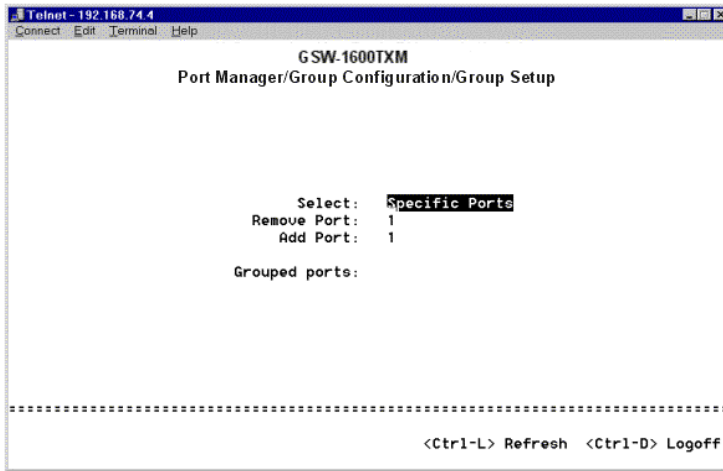 Telnet - 192.168.74.4
Connect Edit Terminal Help
GSW-1600TXM
Port Manager/Group Configuration/Group Setup
Select: Specific Ports
Remove Port: 1
Add Port: 1
Grouped ports:
<Ctrl-L> Refresh <Ctrl-D> Logoff